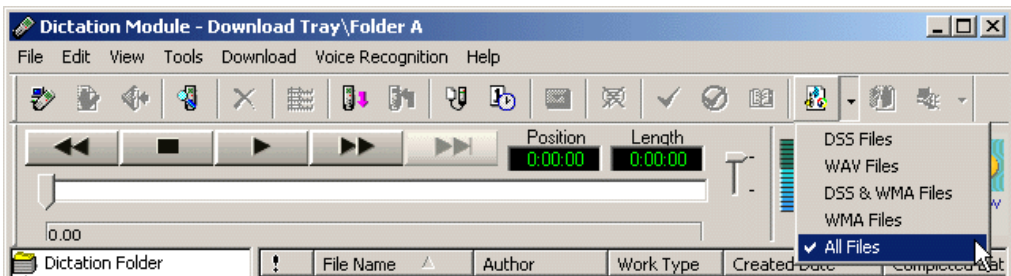 Dictation Module - Download Tray\Folder A
File Edit View Tools Download Voice Recognition Help
Position Length
0:00:00 0:00:00
DSS Files
WAV Files
DSS & WMA Files
WMA Files
All Files
0.00
Dictation Folder ! File Name Author Work Type Created Date Completed Dat